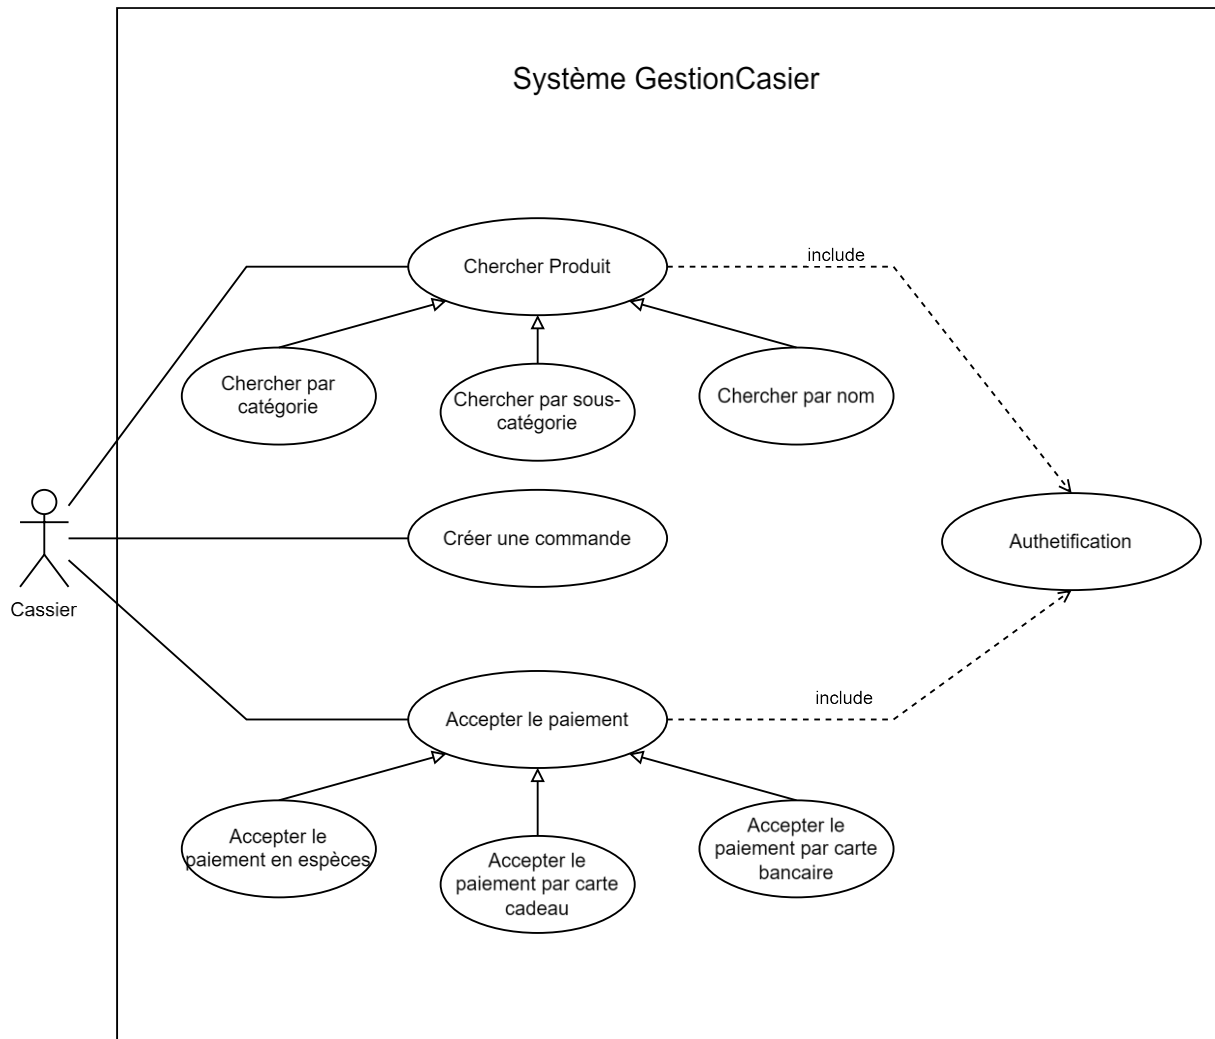 Système GestionCasier
Chercher Produit
include
Chercher par
catégorie
Chercher par sous-
catégorie
Chercher par nom
Créer une commande
Authetification
Cassier
include
Accepter le paiement
Accepter le
paiement en espèces
Accepter le
paiement par carte
cadeau
Accepter le
paiement par carte
bancaire